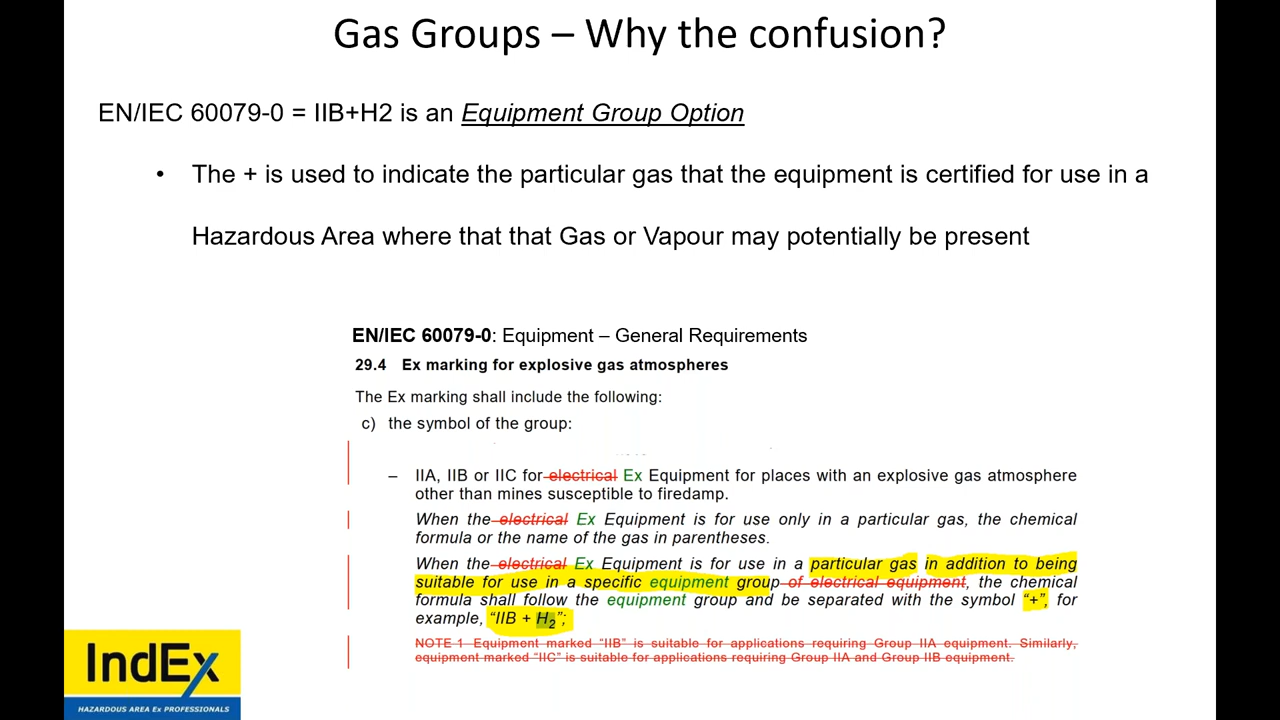 Gas Groups – Why the confusion?
EN/IEC 60079-0 = IIB+H2 is an Equipment Group Option
• The + is used to indicate the particular gas that the equipment is certified for use in a
Hazardous Area where that that Gas or Vapour may potentially be present
EN/IEC 60079-0: Equipment – General Requirements
29.4 Ex marking for explosive gas atmospheres
The Ex marking shall include the following:
c) the symbol of the group:
– IIA, IIB or IIC for electrical Ex Equipment for places with an explosive gas atmosphere
other than mines susceptible to firedamp.
When the electrical Ex Equipment is for use only in a particular gas, the chemical
formula or the name of the gas in parentheses.
When the electrical Ex Equipment is for use in a particular gas in addition to being
suitable for use in a specific equipment group of electrical equipment, the chemical
formula shall follow the equipment group and be separated with the symbol “+”, for
example, “IIB + H₂”;
NOTE 1 Equipment marked “IIB” is suitable for applications requiring Group IIA equipment. Similarly,
equipment marked “IIC” is suitable for applications requiring Group IIA and Group IIB equipment.
IndEx
HAZARDOUS AREA Ex PROFESSIONALS